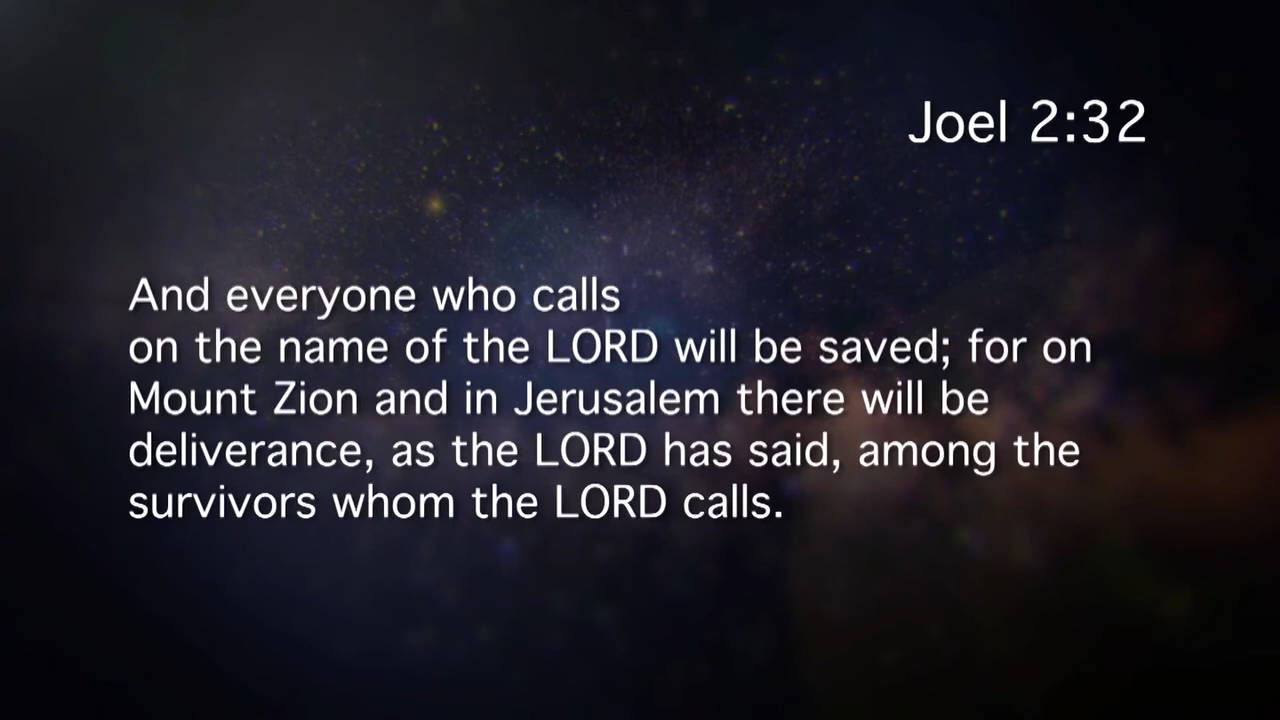 Joel 2:32
And everyone who calls
on the name of the LORD will be saved; for on
Mount Zion and in Jerusalem there will be
deliverance, as the LORD has said, among the
survivors whom the LORD calls.